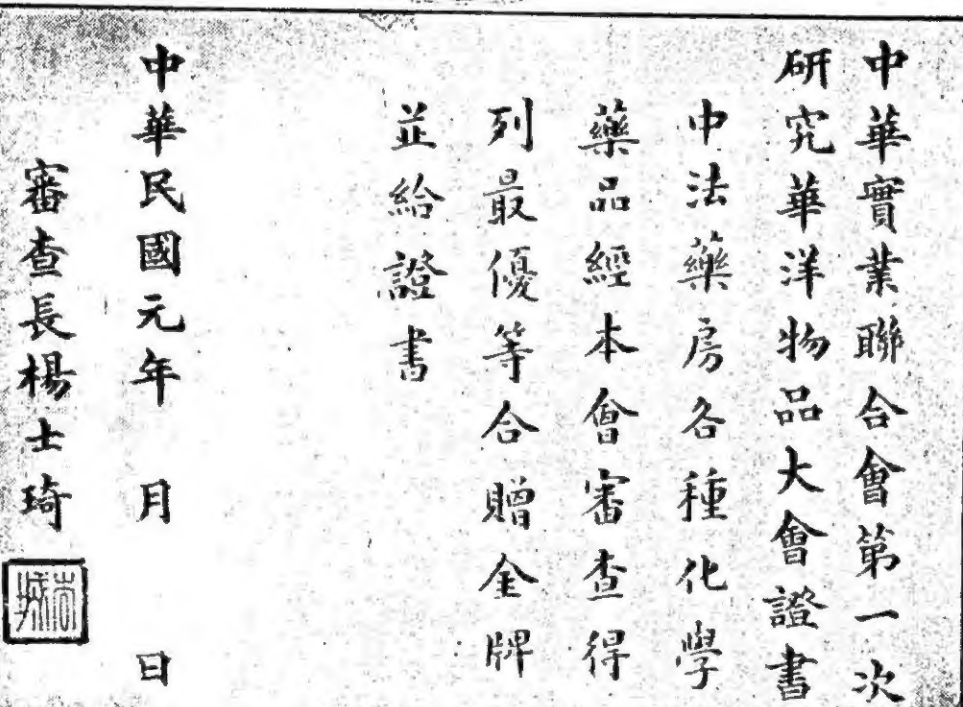 中華實業聯合會第一次
研究華洋物品大會證書
中法藥房各種化學
藥品經本會審查得
列最優等合贈金牌
並給證書
中華民國元年 月 日
審查長楊士琦